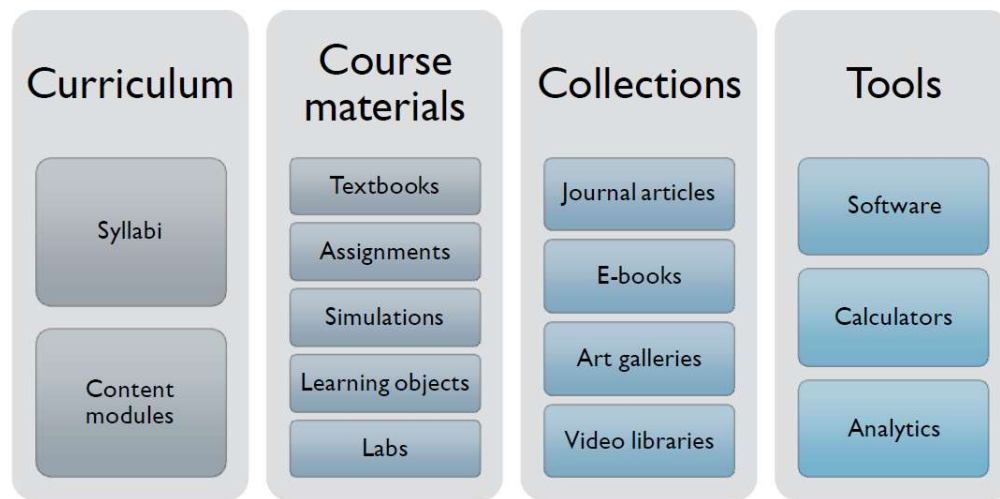 Curriculum
Syllabi
Content
modules
Course
materials
Textbooks
Assignments
Simulations
Learning objects
Labs
Collections
Journal articles
E-books
Art galleries
Video libraries
Tools
Software
Calculators
Analytics